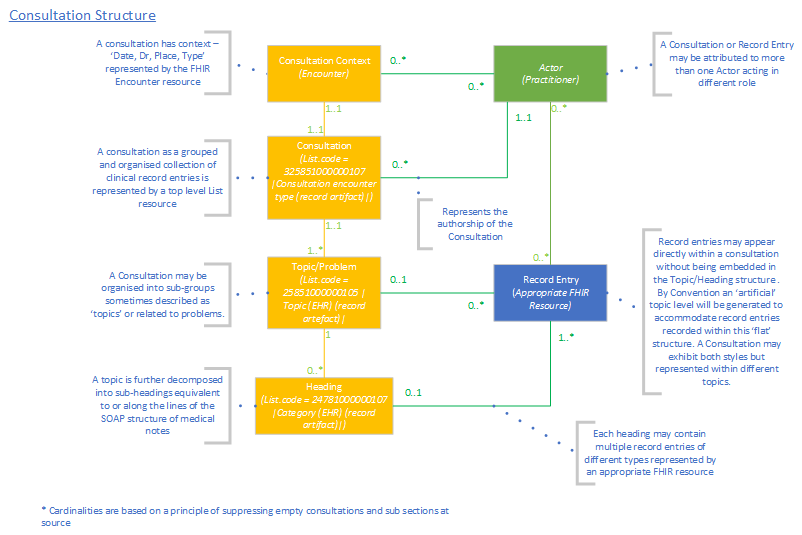 Consultation Structure
A consultation has context –
‘Date, Dr, Place, Type’
represented by the FHIR
Encounter resource
Consultation Context
(Encounter)
0..*
0..*
Actor
(Practitioner)
A Consultation or Record Entry
may be attributed to more
than one Actor acting in
different role
1..1
1..1
1..1
0..*
A consultation as a grouped
and organised collection of
clinical record entries is
represented by a top level List
resource
Consultation
(List.code =
325851000000107
|Consultation encounter
type (record artifact)|)
0..*
Represents the
authorship of the
Consultation
1..1
1..*
0..*
A Consultation may be
organised into sub-groups
sometimes described as
‘topics’ or related to problems.
Topic/Problem
(List.code =
25851000000105 |
Topic (EHR) (record
artefact)|
0..1
0..*
Record Entry
(Appropriate FHIR
Resource)
Record entries may appear
directly within a consultation
without being embedded in
the Topic/Heading structure .
By Convention an ‘artificial’
topic level will be generated to
accommodate record entries
recorded within this ‘flat’
structure. A Consultation may
exhibit both styles but
represented within different
topics.
1
0..*
1..*
A topic is further decomposed
into sub-headings equivalent
to or along the lines of the
SOAP structure of medical
notes
Heading
(List.code = 24781000000107
|Category (EHR) (record
artifact)|)
0..1
Each heading may contain
multiple record entries of
different types represented by
an appropriate FHIR resource
* Cardinalities are based on a principle of suppressing empty consultations and sub sections at
source